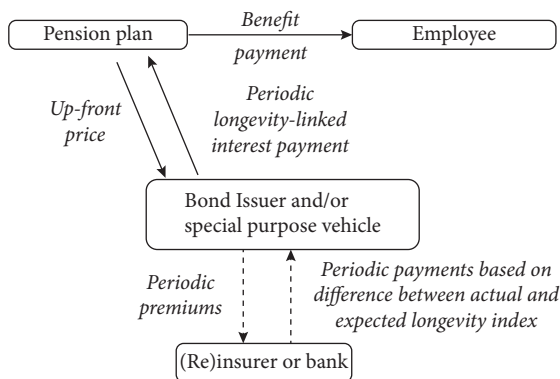 Pension plan
Benefit
payment
Employee
Up-front
price
Periodic
longevity-linked
interest payment
Bond Issuer and/or
special purpose vehicle
Periodic
premiums
Periodic payments based on
difference between actual and
expected longevity index
(Re)insurer or bank